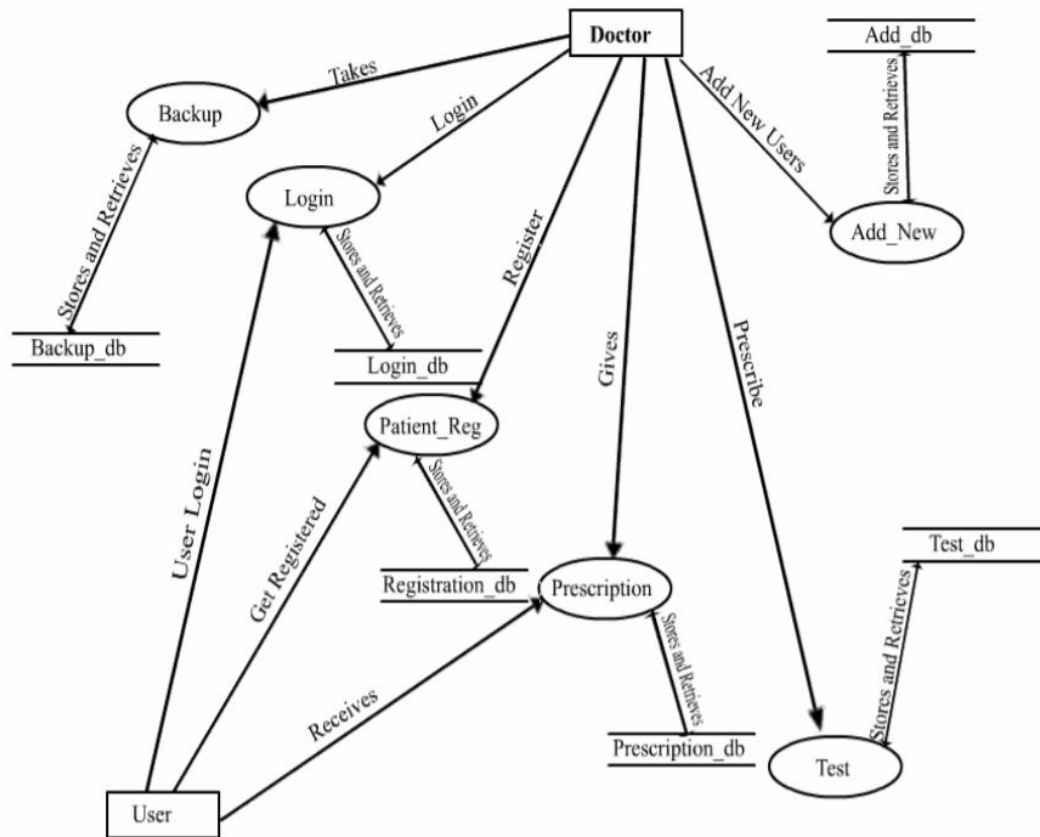 Doctor
Add_db
Takes
Login
Add New Users
Stores and Retrieves
Backup
Stores and Retrieves
Login
Stores and Retrieves
Register
Add_New
Backup_db
Login_db
Gives
Prescribe
Patient_Reg
User Login
Get Registered
Stores and Retrieves
Registration_db
Prescription
Test_db
Receives
Stores and Retrieves
Stores and Retrieves
Prescription_db
Test
User